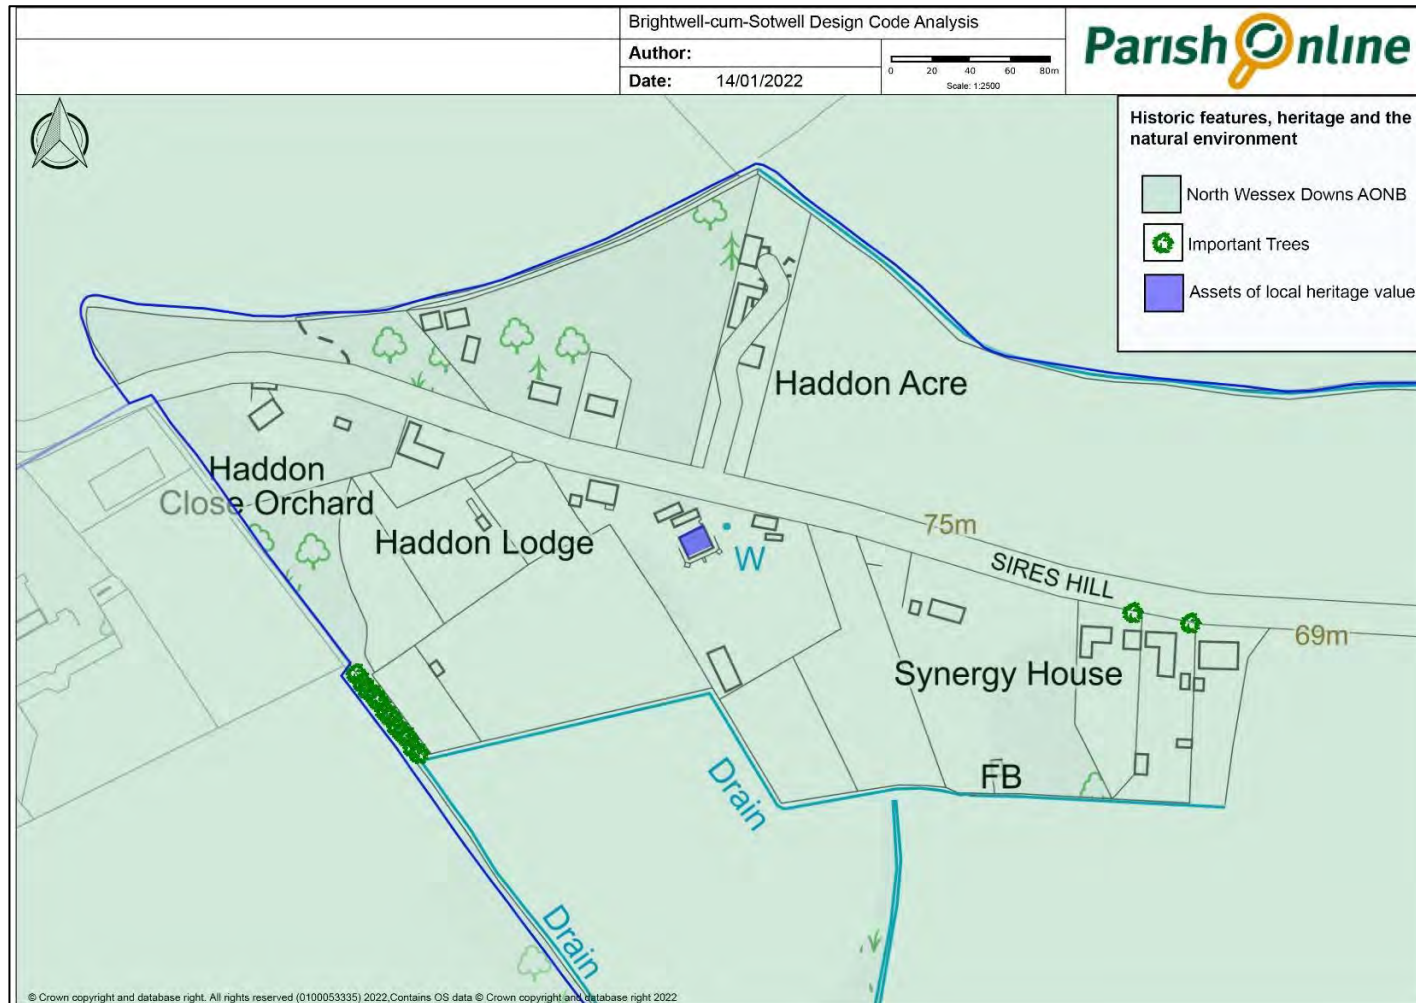 Brightwell-cum-Sotwell Design Code Analysis
Author:
Date: 14/01/2022
0 20 40 60 80m
Scale: 1:2500
Parish Online
Historic features, heritage and the
natural environment
North Wessex Downs AONB
Important Trees
Assets of local heritage value
Haddon Acre
Haddon
Close Orchard
Haddon Lodge
W
75m
SIRES HILL
69m
Synergy House
FB
Drain
Drain
© Crown copyright and database right. All rights reserved (0100053335) 2022,Contains OS data © Crown copyright and database right 2022